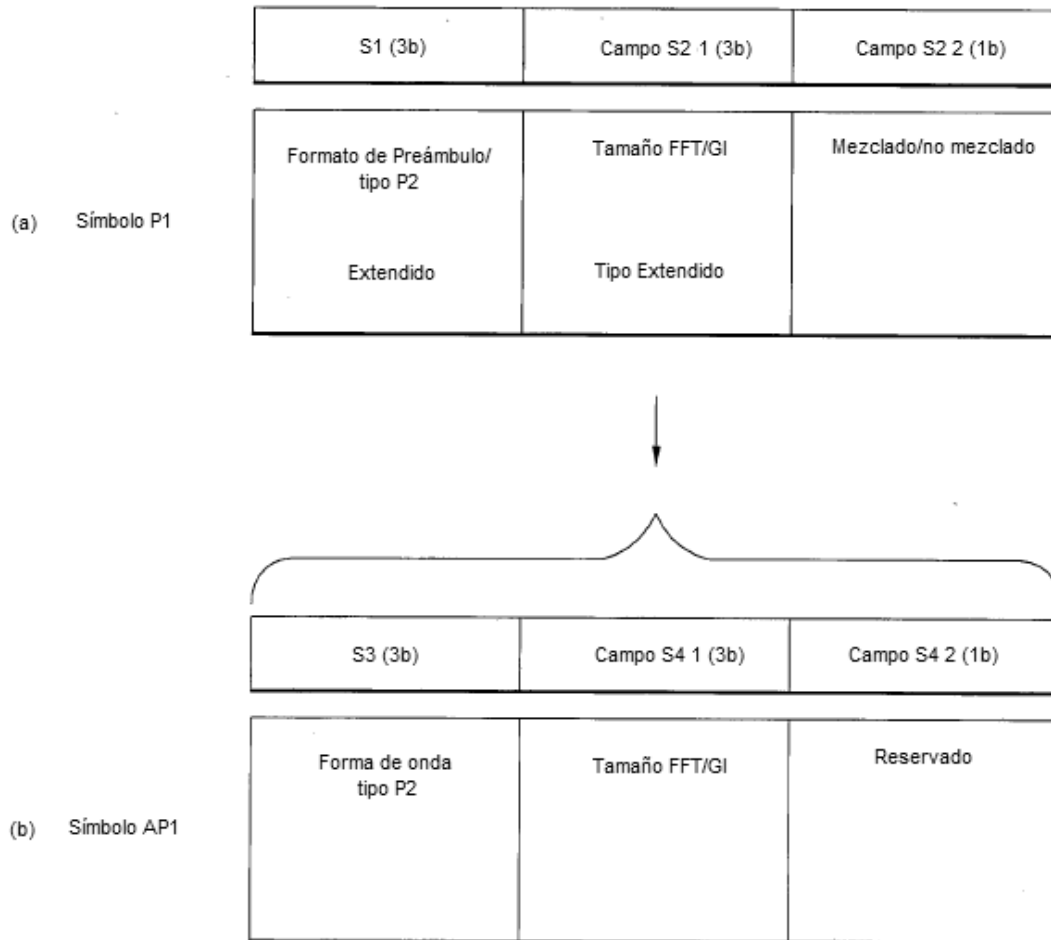 S1 (3b)
Campo S2 1 (3b)
Campo S2 2 (1b)
Formato de Preámbulo/
tipo P2
Tamaño FFT/GI
Mezclado/no mezclado
(a) Símbolo P1
Extendido
Tipo Extendido
S3 (3b)
Campo S4 1 (3b)
Campo S4 2 (1b)
Forma de onda
tipo P2
Tamaño FFT/GI
Reservado
(b) Símbolo AP1